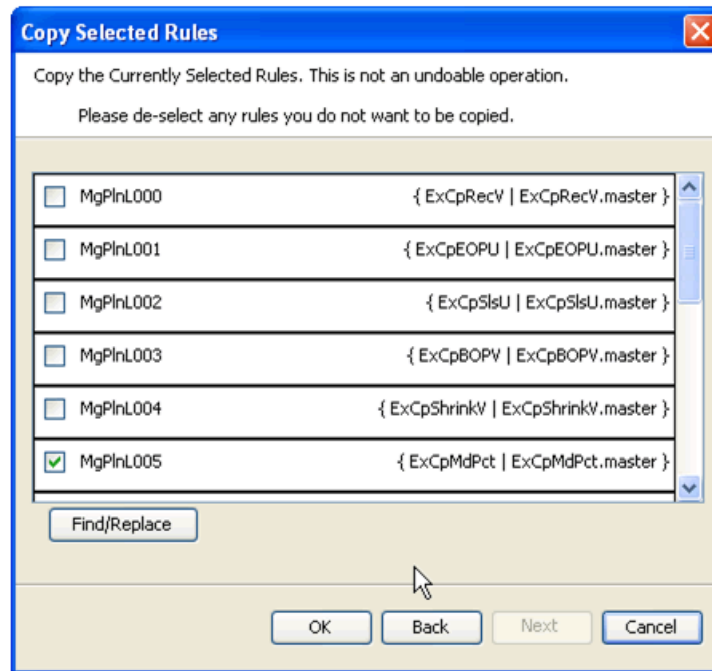 Copy Selected Rules
Copy the Currently Selected Rules. This is not an undoable operation.
Please de-select any rules you do not want to be copied.
MgPlnL000 { ExCpRecV | ExCpRecV.master }
MgPlnL001 { ExCpEOPU | ExCpEOPU.master }
MgPlnL002 { ExCpSlsU | ExCpSlsU.master }
MgPlnL003 { ExCpBOPV | ExCpBOPV.master }
MgPlnL004 { ExCpShrinkV | ExCpShrinkV.master }
MgPlnL005 { ExCpMdPct | ExCpMdPct.master }
Find/Replace
OK Back Next Cancel